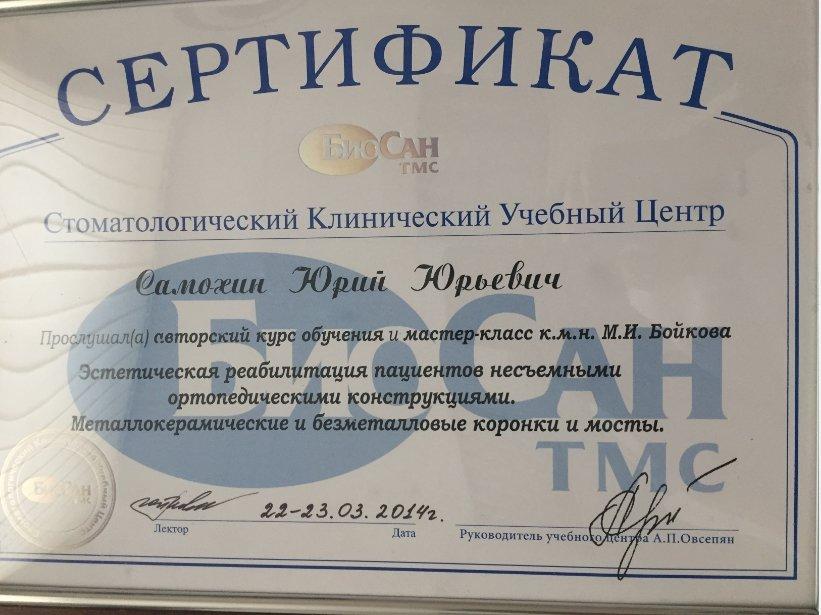 СЕРТИФИКАТ
БиоСан
ТМС
Стоматологический Клинический Учебный Центр
Самохин Юрий Юрьевич
Прослушал(а) авторский курс обучения и мастер-класс к.м.н. М.И. Бойкова
Эстетическая реабилитация пациентов несъемными
ортопедическими конструкциями.
Металлокерамические и безметалловые коронки и мосты.
БиоСан
ТМС
БиоСан
ТМС
22-23.03.2014г.
Лектор
Дата
Руководитель учебного центра А.П.Овсепян